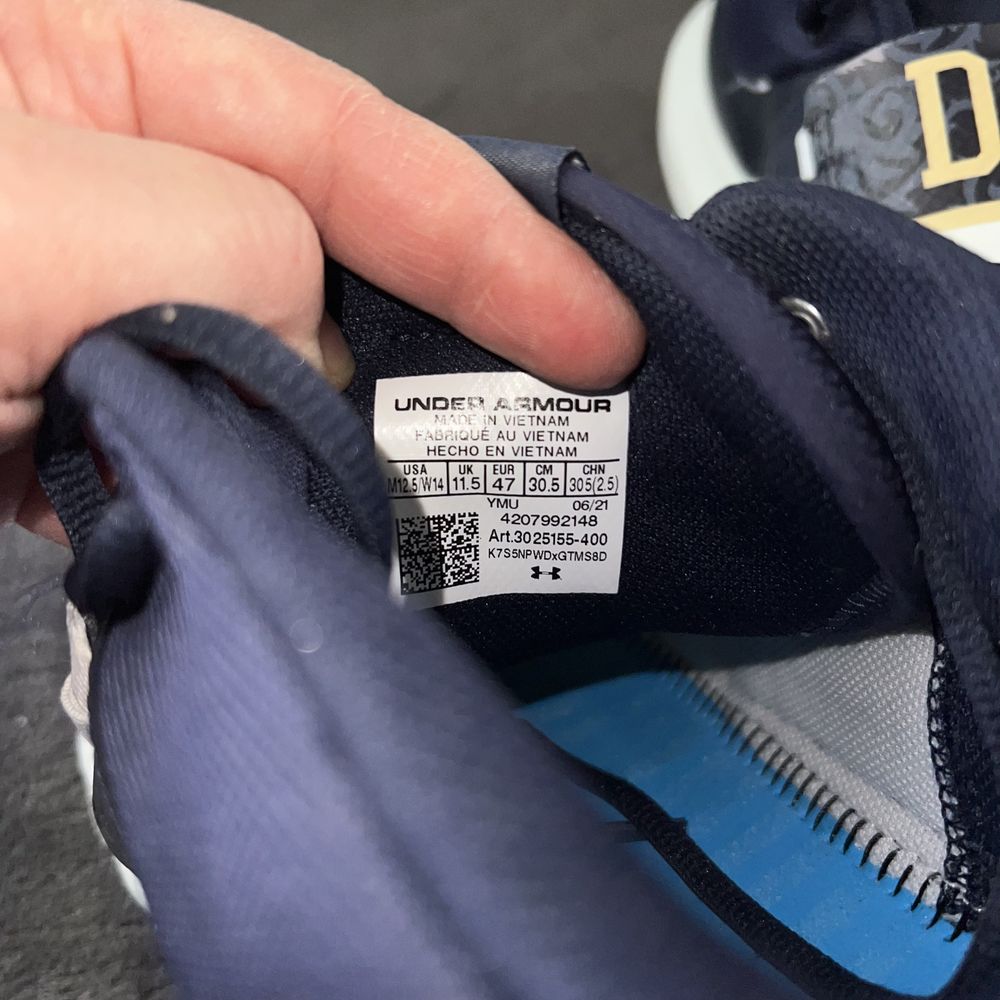 D
UNDER ARMOUR
MADE IN VIETNAM
FABRIQUÉ AU VIETNAM
HECHO EN VIETNAM
USA UK EUR CM CHN
M12.5/W14 11.5 47 30.5 305(2.5)
YMU 06/21
4207992148
Art.3025155-400
K7S5NPWDxGTMS8D